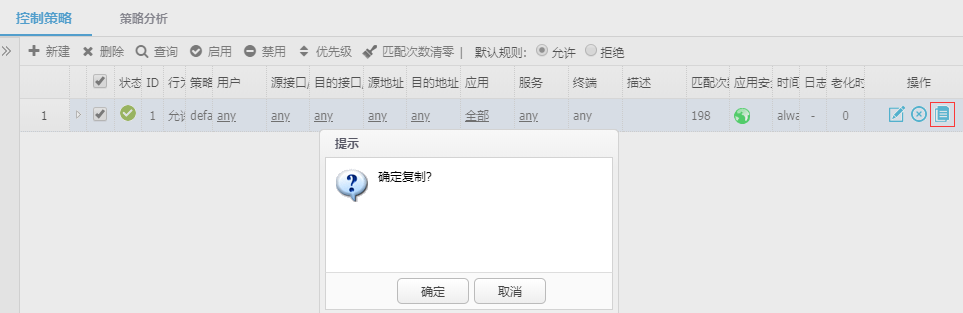 控制策略 策略分析
新建 删除 查询 启用 禁用 优先级 匹配次数清零 | 默认规则: 允许 拒绝
状态 ID 行为 策略 用户 源接口 目的接口 源地址 目的地址 应用 服务 终端 描述 匹配次数 应用安 时间 日志 老化时 操作
1 1 允许 defa any any any any any 全部 any any 198 alwa - 0
提示
确定复制?
确定 取消